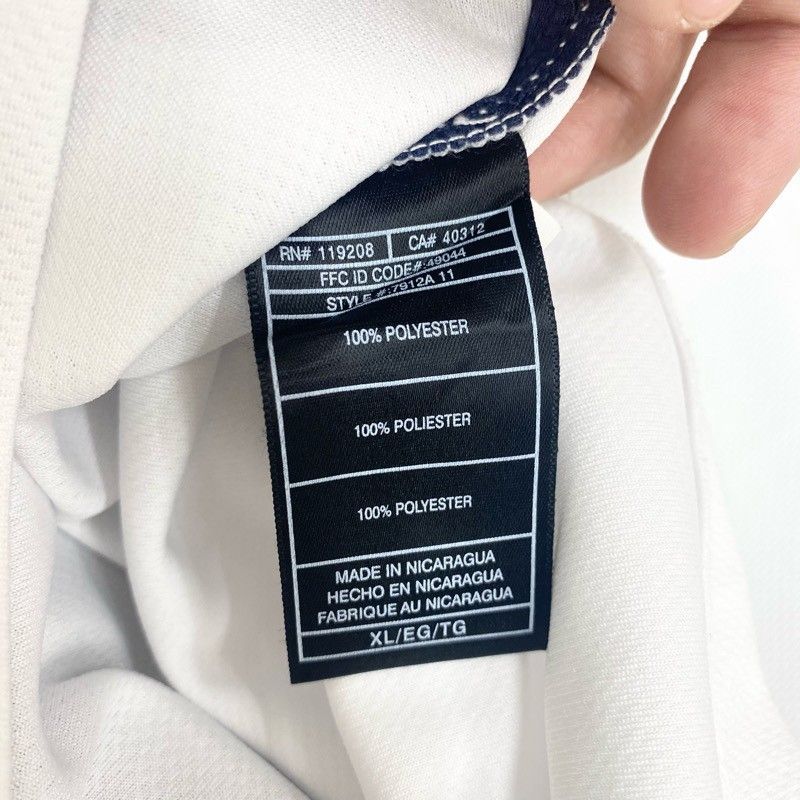 RN# 119208 CA# 40312
FFC ID CODE#:49044
STYLE #:7912A 11
100% POLYESTER
100% POLIESTER
100% POLYESTER
MADE IN NICARAGUA
HECHO EN NICARAGUA
FABRIQUE AU NICARAGUA
XL/EG/TG